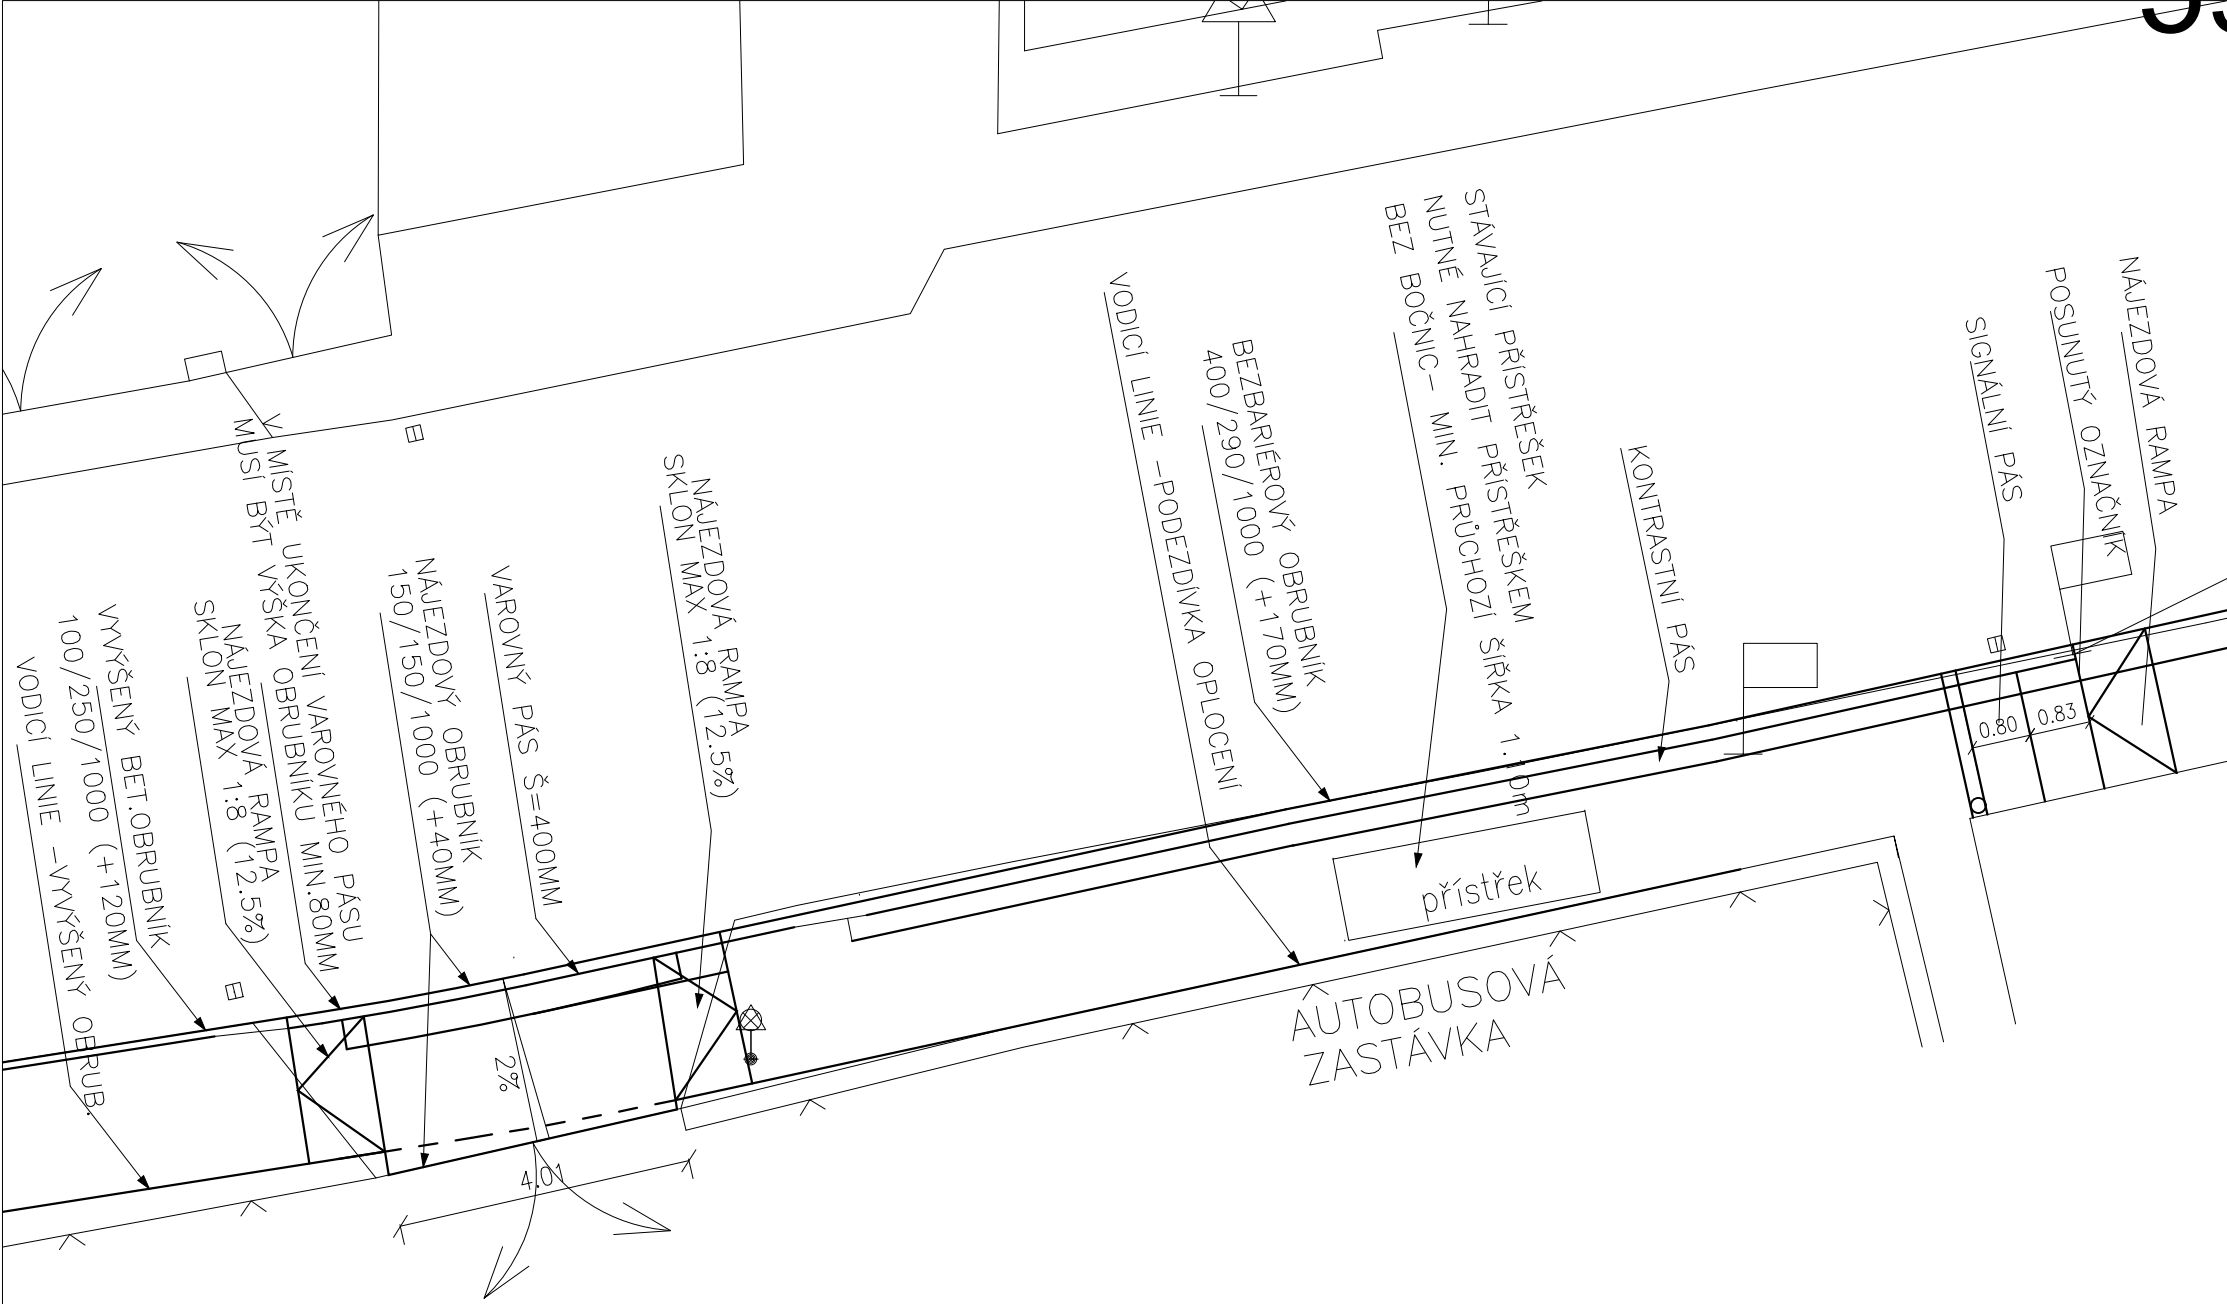 VODICÍ LINIE -VYVÝŠENÝ OBRUB.
VYVÝŠENÝ BET.OBRUBNÍK
100/250/1000 (+120MM)
NÁJEZDOVÁ RAMPA
SKLON MAX 1:8 (12.5%)
V MÍSTĚ UKONČENÍ VAROVNÉHO PÁSU
MUSÍ BÝT VÝŠKA OBRUBNÍKU MIN.80MM
NÁJEZDOVÝ OBRUBNÍK
150/150/1000 (+40MM)
VAROVNÝ PÁS Š=400MM
NÁJEZDOVÁ RAMPA
SKLON MAX 1:8 (12.5%)
VODICÍ LINIE -PODEZDÍVKA OPLOCENÍ
BEZBARIÉROVÝ OBRUBNÍK
400/290/1000 (+170MM)
STÁVAJÍCÍ PŘÍSTŘEŠEK
NUTNÉ NAHRADIT PŘÍSTŘEŠKEM
BEZ BOČNIC- MIN. PRŮCHOZÍ ŠÍŘKA 1.10m
KONTRASTNÍ PÁS
SIGNÁLNÍ PÁS
POSUNUTÝ OZNAČNÍK
NÁJEZDOVÁ RAMPA
0.80
0.83
přístřek
AUTOBUSOVÁ
ZASTÁVKA
2%
4.01